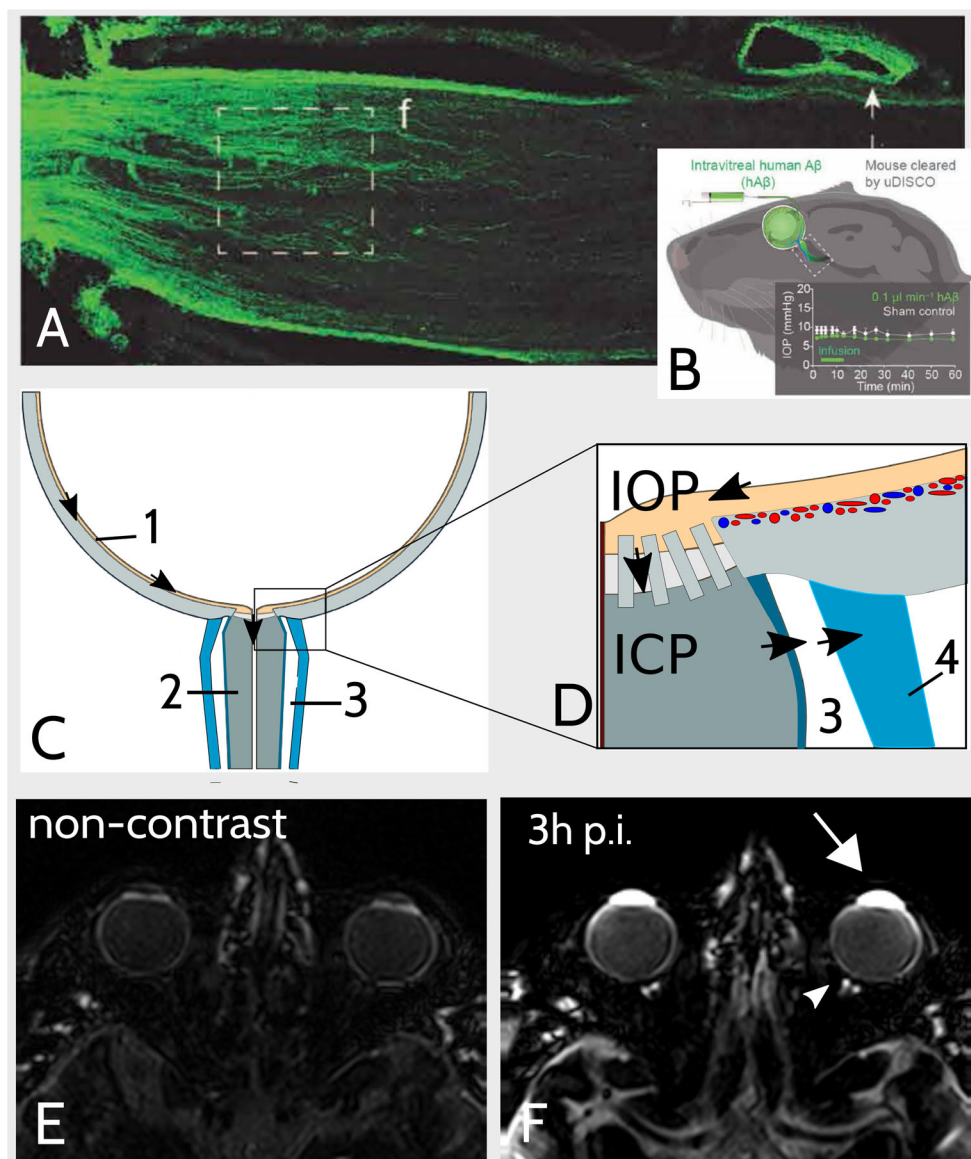 f
A
Intravitreal human Aβ
(hAβ)
Mouse cleared
by uDISCO
0.1 µl min⁻¹ hAβ
Sham control
IOP (mmHg)
20
15
10
5
0
infusion
0 10 20 30 40 50 60
Time (min)
B
1
2
3
C
IOP
ICP
D
3
4
non-contrast
E
3h p.i.
F